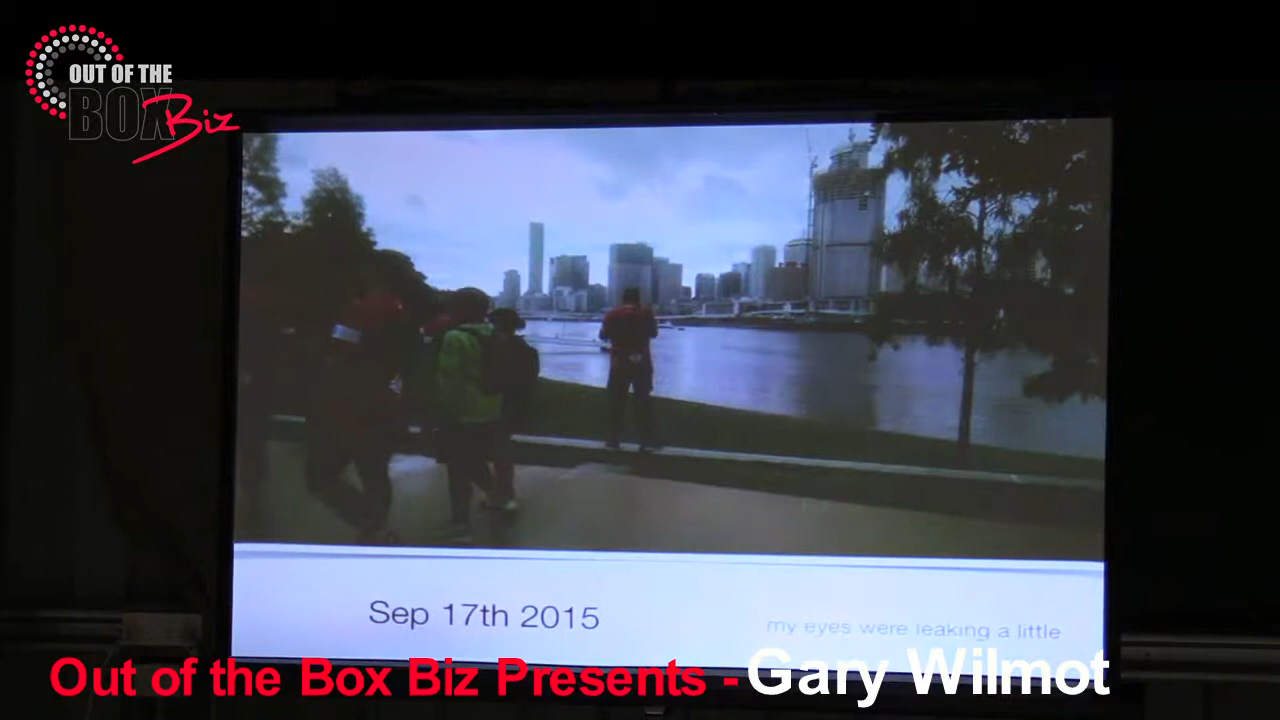 OUT OF THE
BOX Biz
Sep 17th 2015
my eyes were leaking a little
Out of the Box Biz Presents - Gary Wilmot